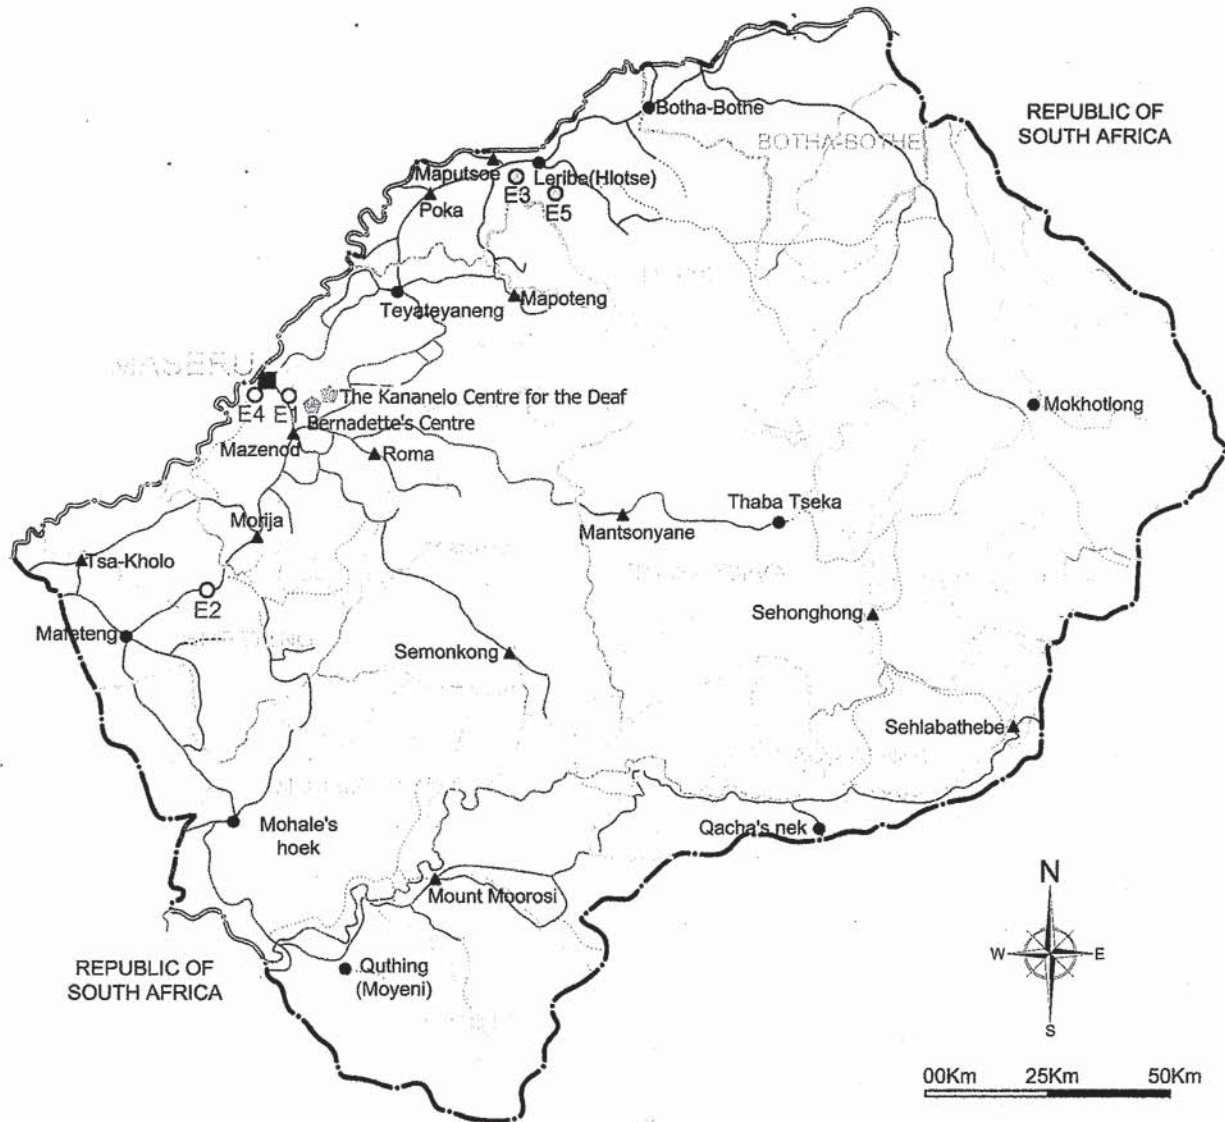 REPUBLIC OF
SOUTH AFRICA
Botha-Bothe
BOTHA-BOTHE
Maputsoe
Leribe(Hlotse)
E3
E5
Poka
Teyateyaneng
Mapoteng
MASERU
E4
E1
The Kananelo Centre for the Deaf
Bernadette's Centre
Mokhotlong
Mazenod
Roma
Thaba Tseka
Mantsonyane
Morija
Tsa-Kholo
E2
Sehonghong
Mafeteng
Semonkong
Sehlabathebe
Mohale's
hoek
Qacha's nek
Mount Moorosi
N
W
E
S
REPUBLIC OF
SOUTH AFRICA
Quthing
(Moyeni)
00Km
25Km
50Km